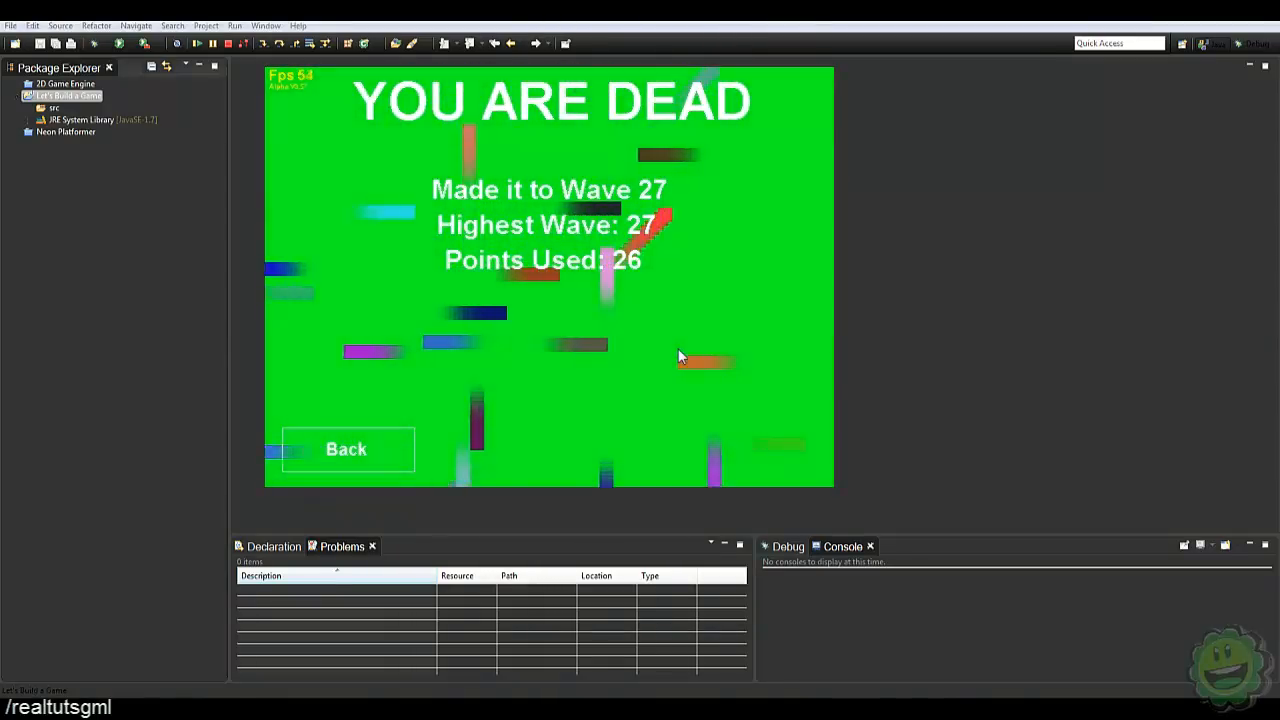 File Edit Source Refactor Navigate Search Project Run Window Help
Quick Access
Debug
Package Explorer
2D Game Engine
Let's Build a Game
src
JRE System Library [JavaSE-1.7]
Neon Platformer
Fps 54
YOU ARE DEAD
Made it to Wave 27
Highest Wave: 27
Points Used: 26
Back
Declaration Problems
0 items
Description Resource Path Location Type
Debug Console
No consoles to display at this time.
Let's Build a Game
/realtutsgml